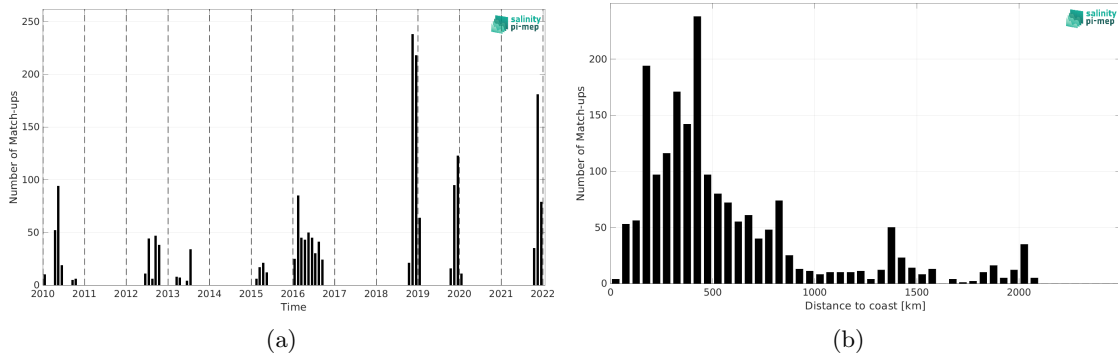 salinity
pi-mep
Number of Match-ups
250
200
150
100
50
0
2010 2011 2012 2013 2014 2015 2016 2017 2018 2019 2020 2021 2022
Time
(a)
salinity
pi-mep
Number of Match-ups
200
150
100
50
0
0 500 1000 1500 2000
Distance to coast [km]
(b)